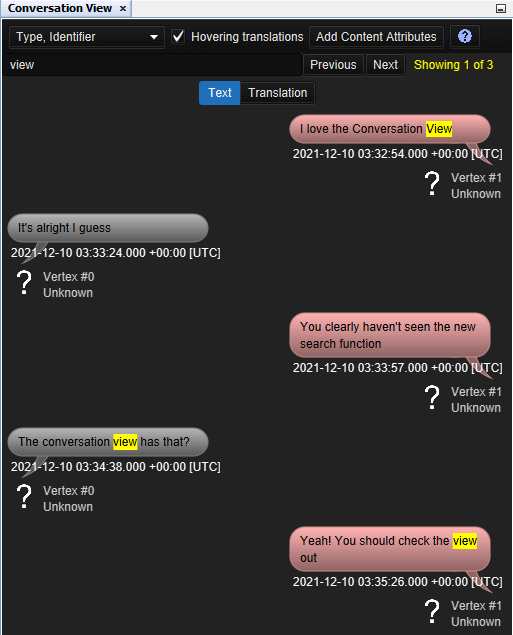 Conversation View ×
Type, Identifier
Hovering translations
Add Content Attributes
?
view
Previous
Next
Showing 1 of 3
Text
Translation
I love the Conversation View
2021-12-10 03:32:54.000 +00:00 [UTC]
? Vertex #1
Unknown
It's alright I guess
2021-12-10 03:33:24.000 +00:00 [UTC]
? Vertex #0
Unknown
You clearly haven't seen the new
search function
2021-12-10 03:33:57.000 +00:00 [UTC]
? Vertex #1
Unknown
The conversation view has that?
2021-12-10 03:34:38.000 +00:00 [UTC]
? Vertex #0
Unknown
Yeah! You should check the view
out
2021-12-10 03:35:26.000 +00:00 [UTC]
? Vertex #1
Unknown